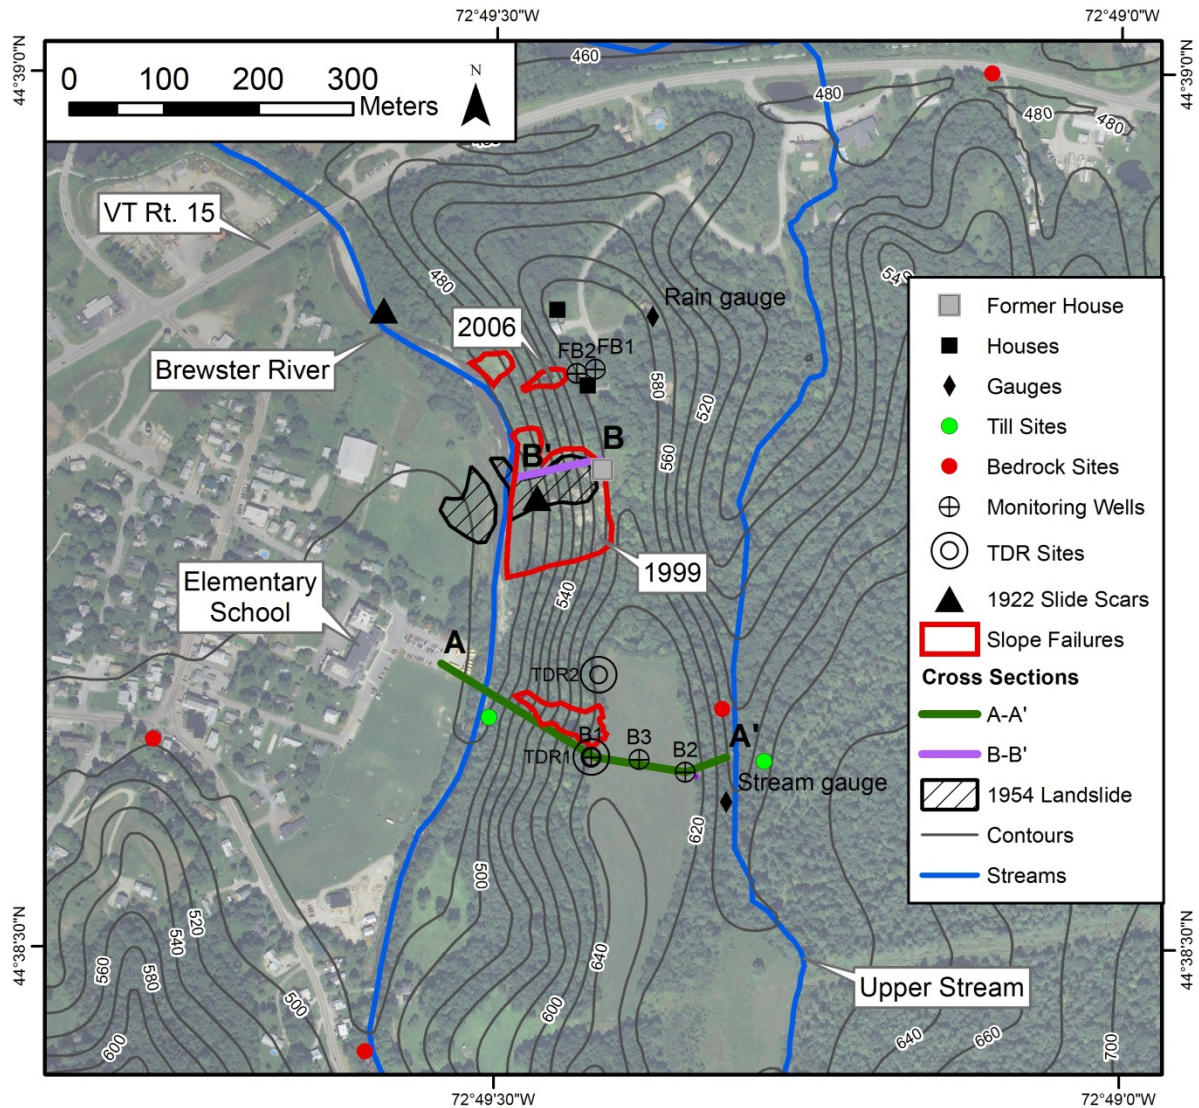 72°49'30"W
72°49'0"W
44°39'0"N
44°39'0"N
0 100 200 300
Meters
N
460
480
480
480
VT Rt. 15
480
Rain gauge
2006
FB2
FB1
Brewster River
580
520
560
B'
B
1999
540
Elementary
School
A
TDR2
B1
B3
B2
TDR1
A'
Stream gauge
620
500
520
540
560
580
500
600
640
600
Upper Stream
640
660
700
Former House
Houses
Gauges
Till Sites
Bedrock Sites
Monitoring Wells
TDR Sites
1922 Slide Scars
Slope Failures
Cross Sections
A-A'
B-B'
1954 Landslide
Contours
Streams
44°38'30"N
44°38'30"N
72°49'30"W
72°49'0"W